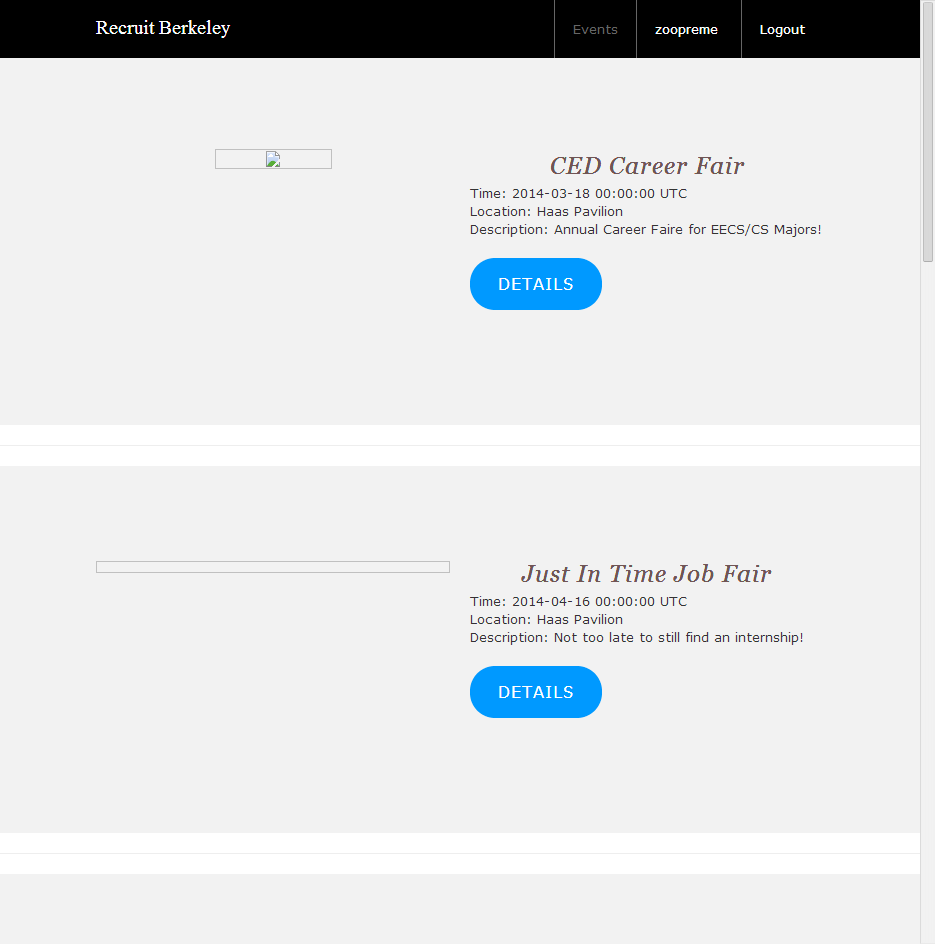 Recruit Berkeley
Events
zoopreme
Logout
CED Career Fair
Time: 2014-03-18 00:00:00 UTC
Location: Haas Pavilion
Description: Annual Career Faire for EECS/CS Majors!
DETAILS
Just In Time Job Fair
Time: 2014-04-16 00:00:00 UTC
Location: Haas Pavilion
Description: Not too late to still find an internship!
DETAILS